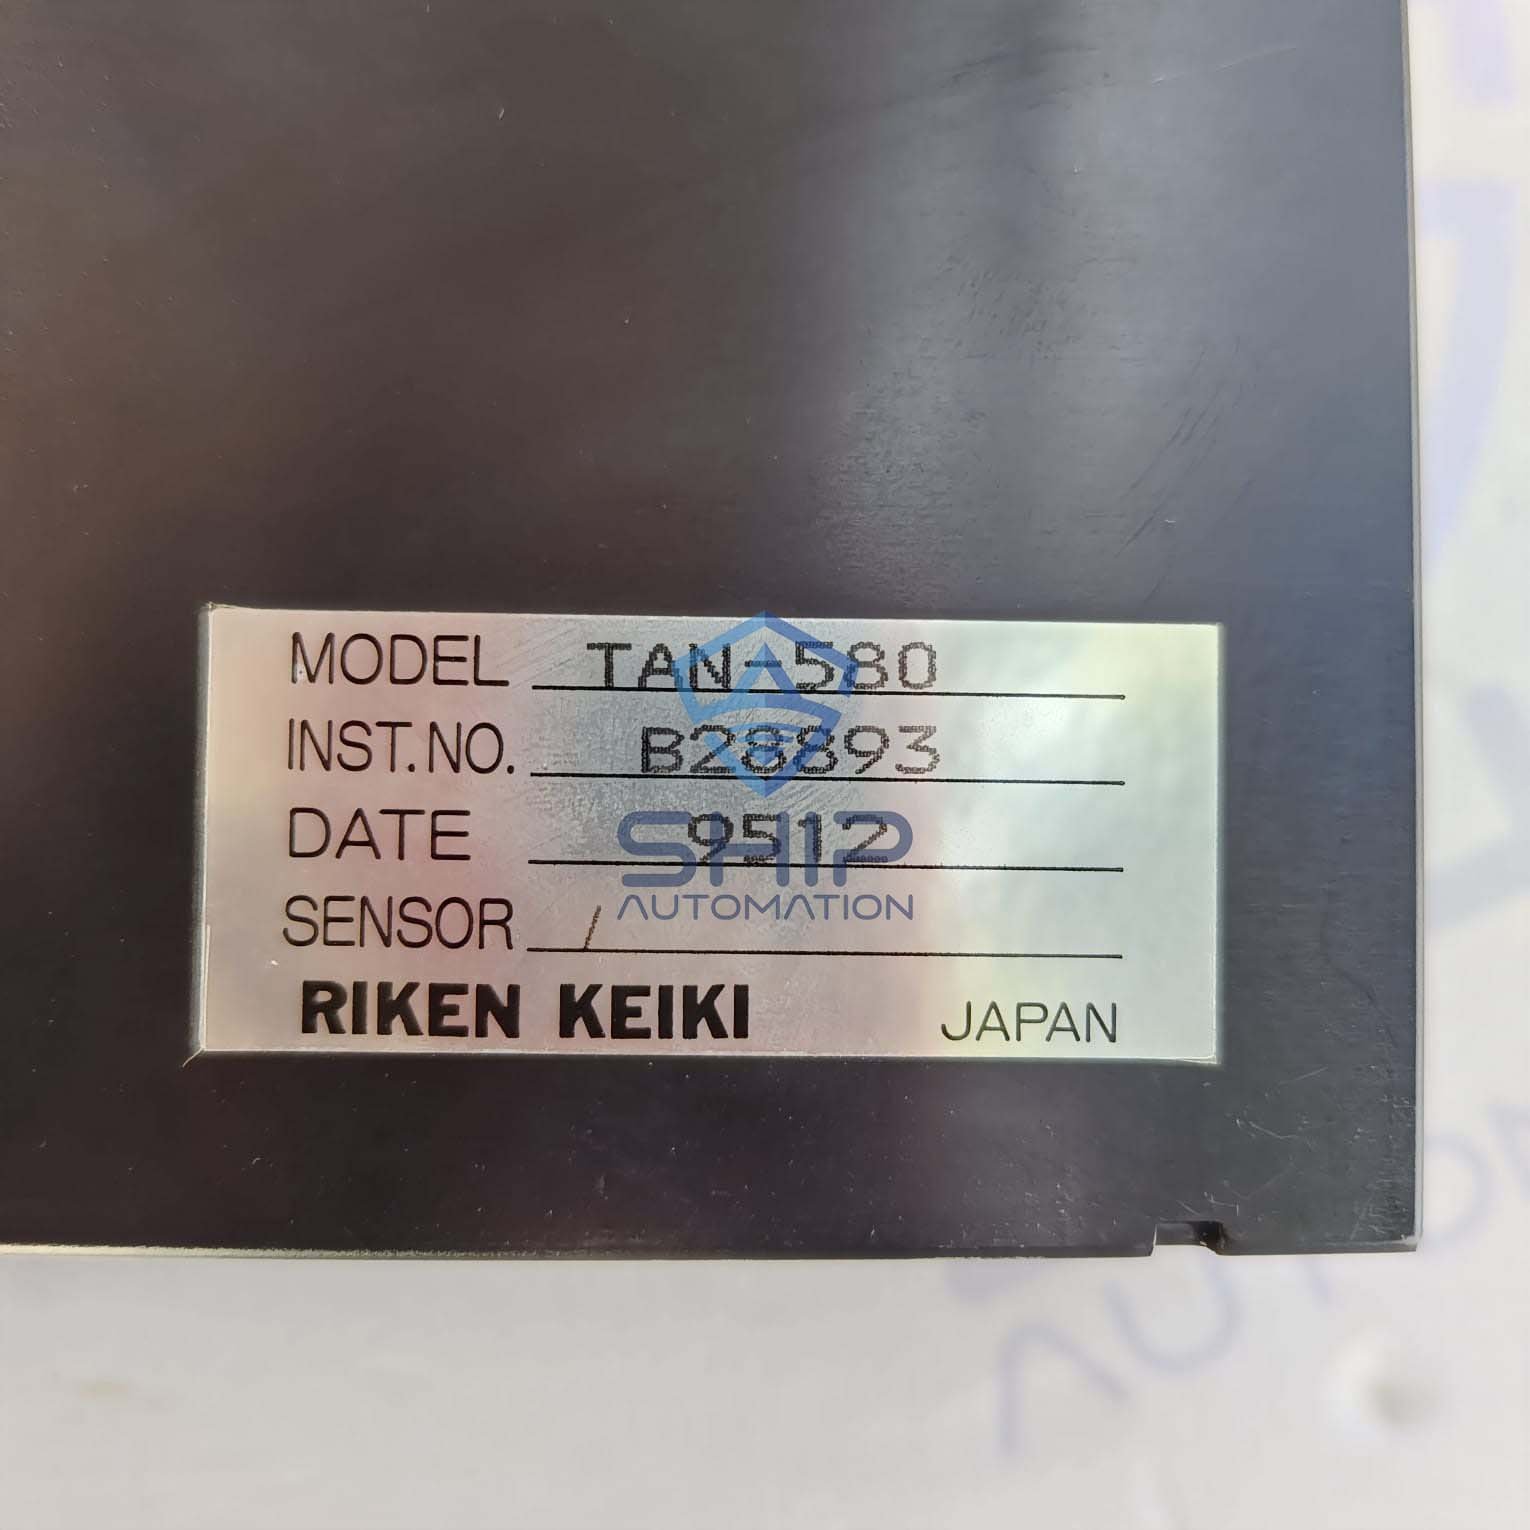 MODEL TAN-580
INST.NO. B28893
DATE 9512
SENSOR /
RIKEN KEIKI JAPAN
SHIP
AUTOMATION